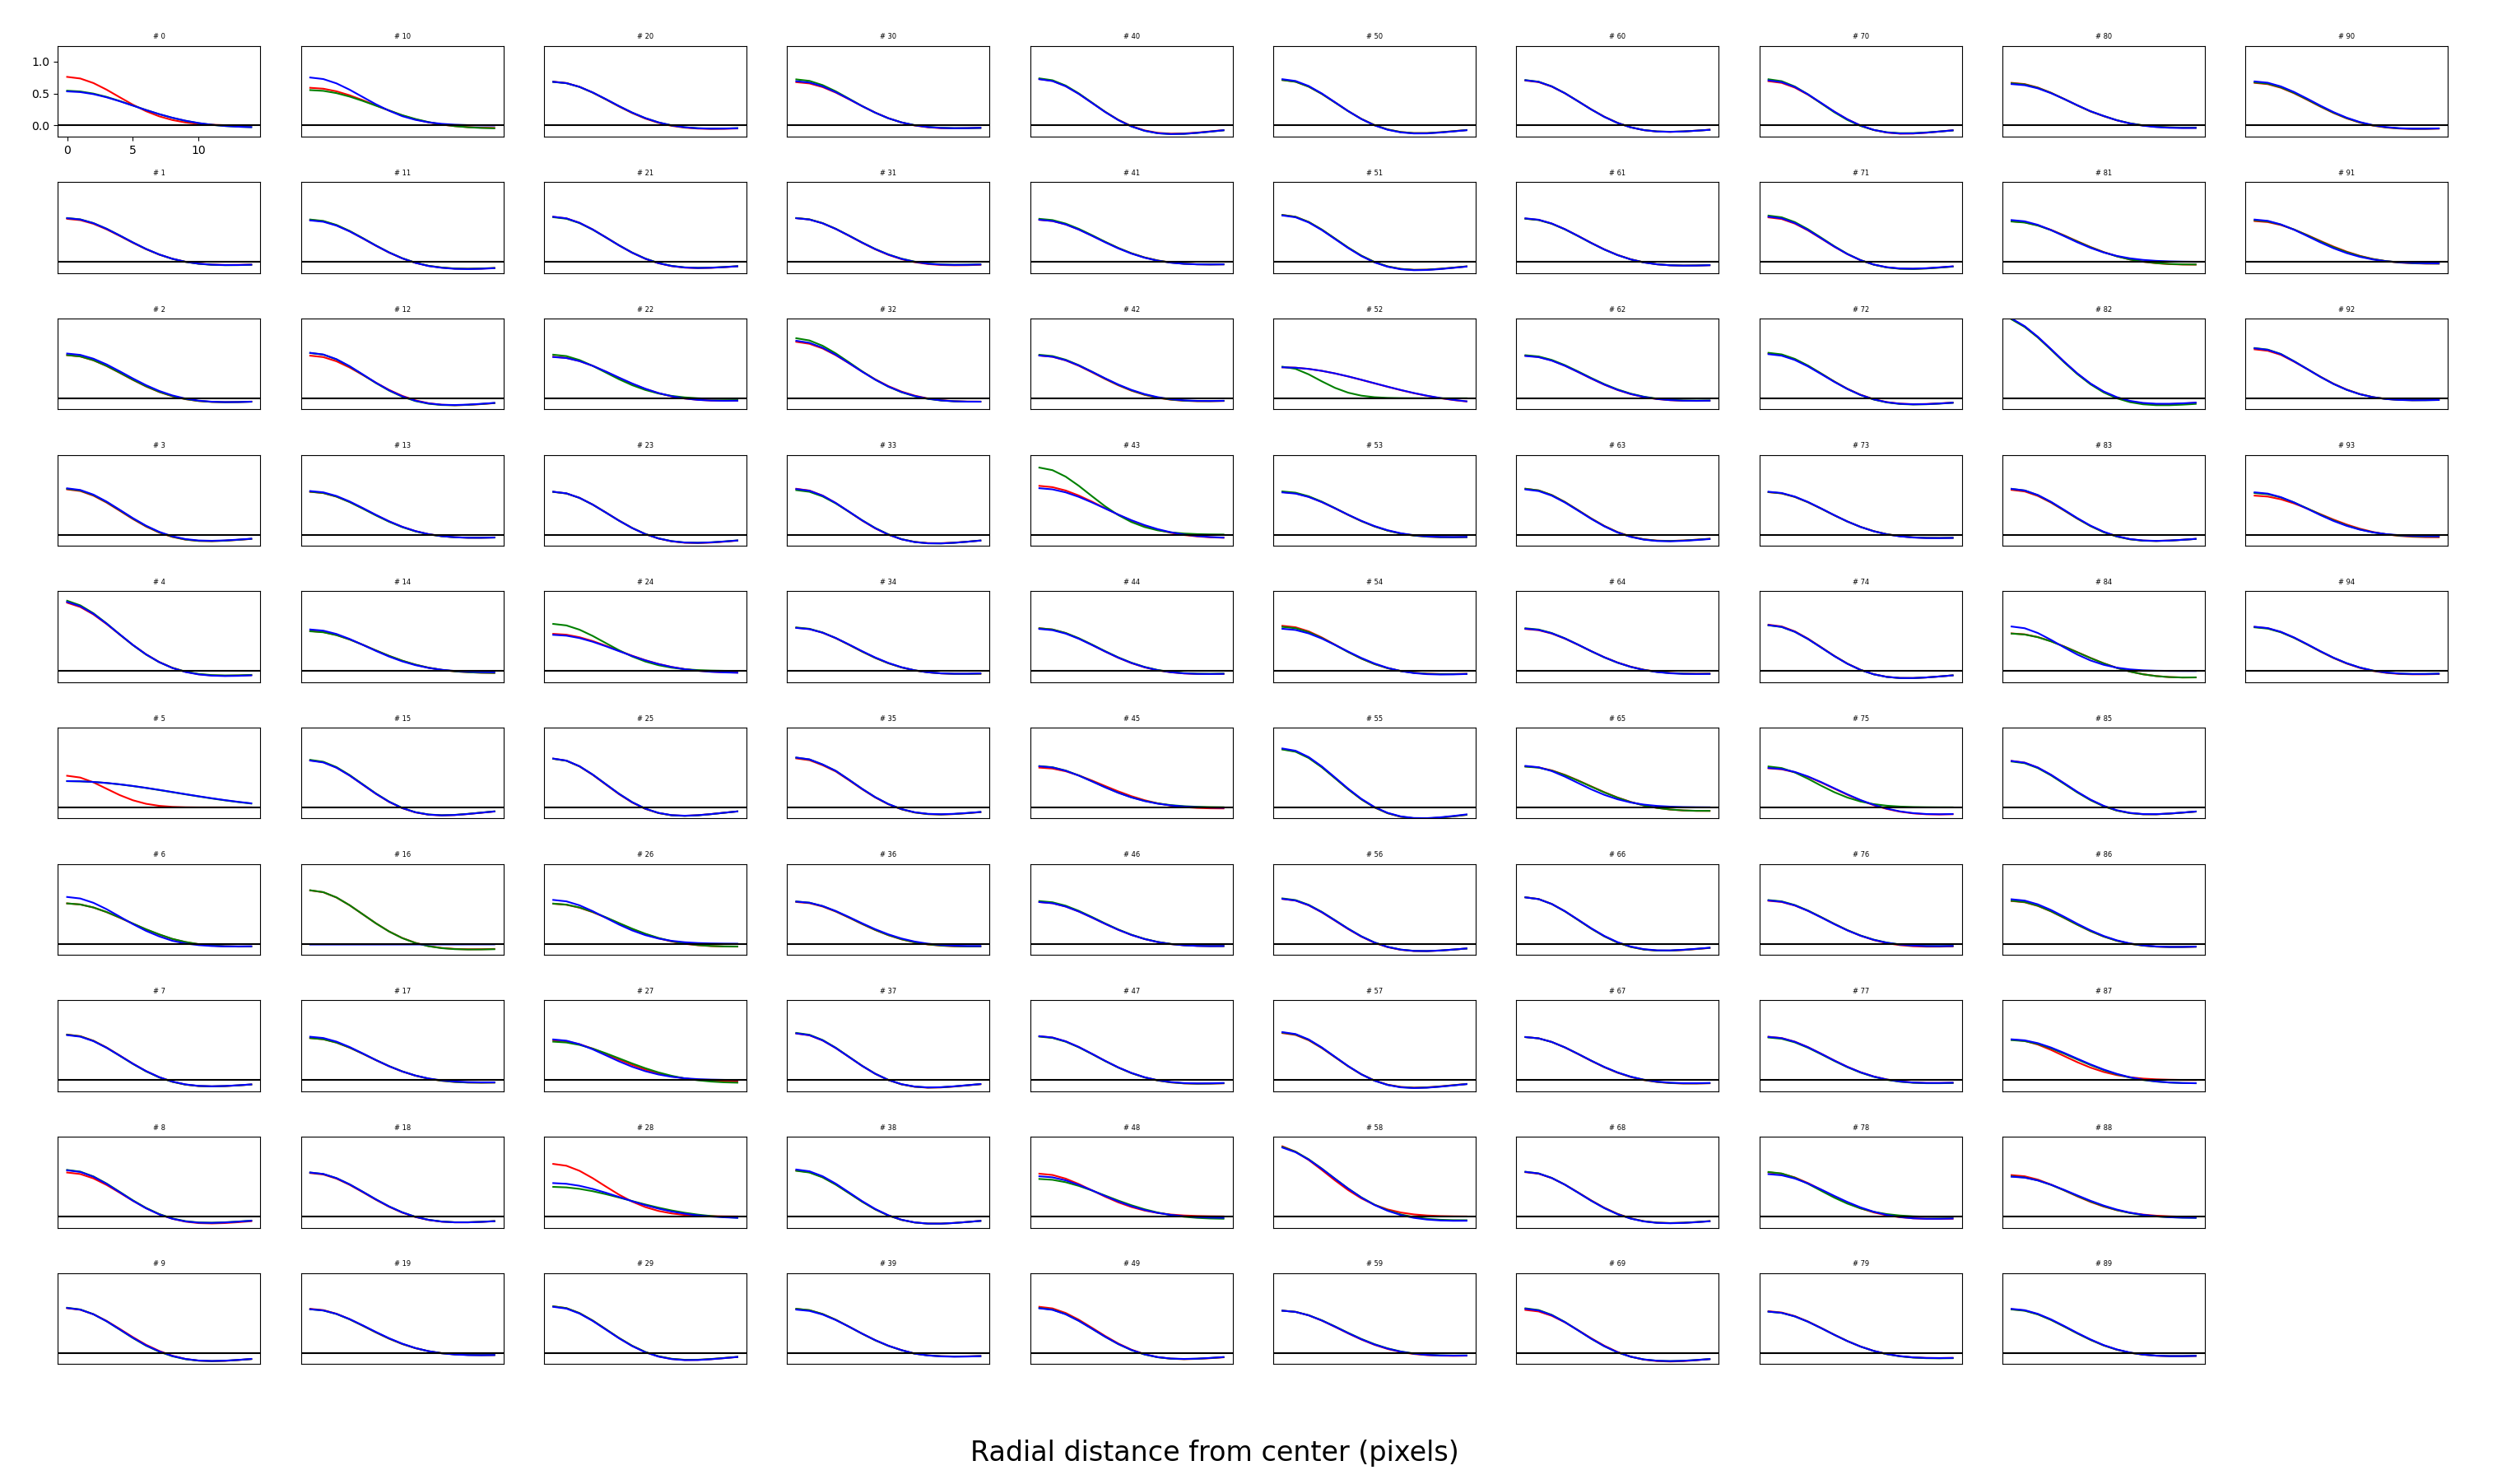 # 0 # 10 # 20 # 30 # 40 # 50 # 60 # 70 # 80 # 90
1.0
0.5
0.0
0 5 10
# 1 # 11 # 21 # 31 # 41 # 51 # 61 # 71 # 81 # 91
# 2 # 12 # 22 # 32 # 42 # 52 # 62 # 72 # 82 # 92
# 3 # 13 # 23 # 33 # 43 # 53 # 63 # 73 # 83 # 93
# 4 # 14 # 24 # 34 # 44 # 54 # 64 # 74 # 84 # 94
# 5 # 15 # 25 # 35 # 45 # 55 # 65 # 75 # 85
# 6 # 16 # 26 # 36 # 46 # 56 # 66 # 76 # 86
# 7 # 17 # 27 # 37 # 47 # 57 # 67 # 77 # 87
# 8 # 18 # 28 # 38 # 48 # 58 # 68 # 78 # 88
# 9 # 19 # 29 # 39 # 49 # 59 # 69 # 79 # 89
Radial distance from center (pixels)